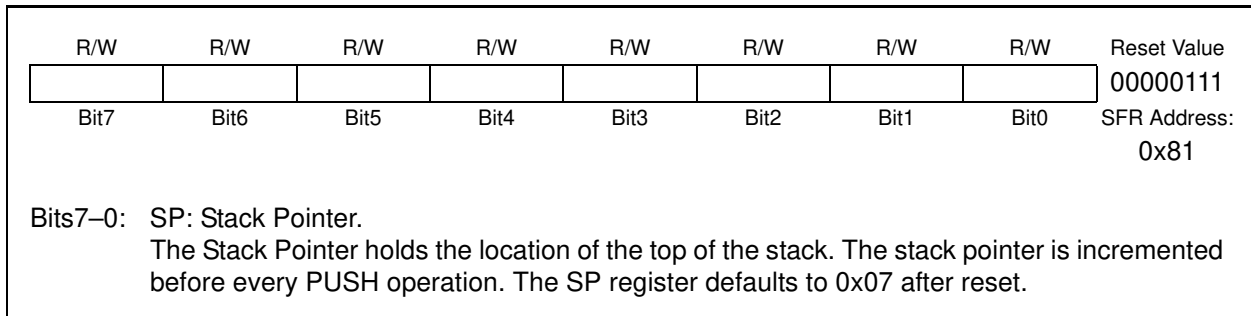 R/W R/W R/W R/W R/W R/W R/W R/W Reset Value
00000111
Bit7 Bit6 Bit5 Bit4 Bit3 Bit2 Bit1 Bit0 SFR Address:
0x81
Bits7–0: SP: Stack Pointer.
The Stack Pointer holds the location of the top of the stack. The stack pointer is incremented
before every PUSH operation. The SP register defaults to 0x07 after reset.